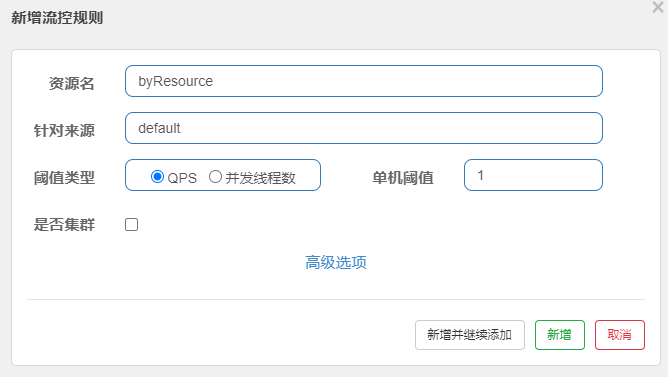 新增流控规则
资源名 byResource
针对来源 default
阈值类型 QPS 并发线程数 单机阈值 1
是否集群
高级选项
新增并继续添加 新增 取消